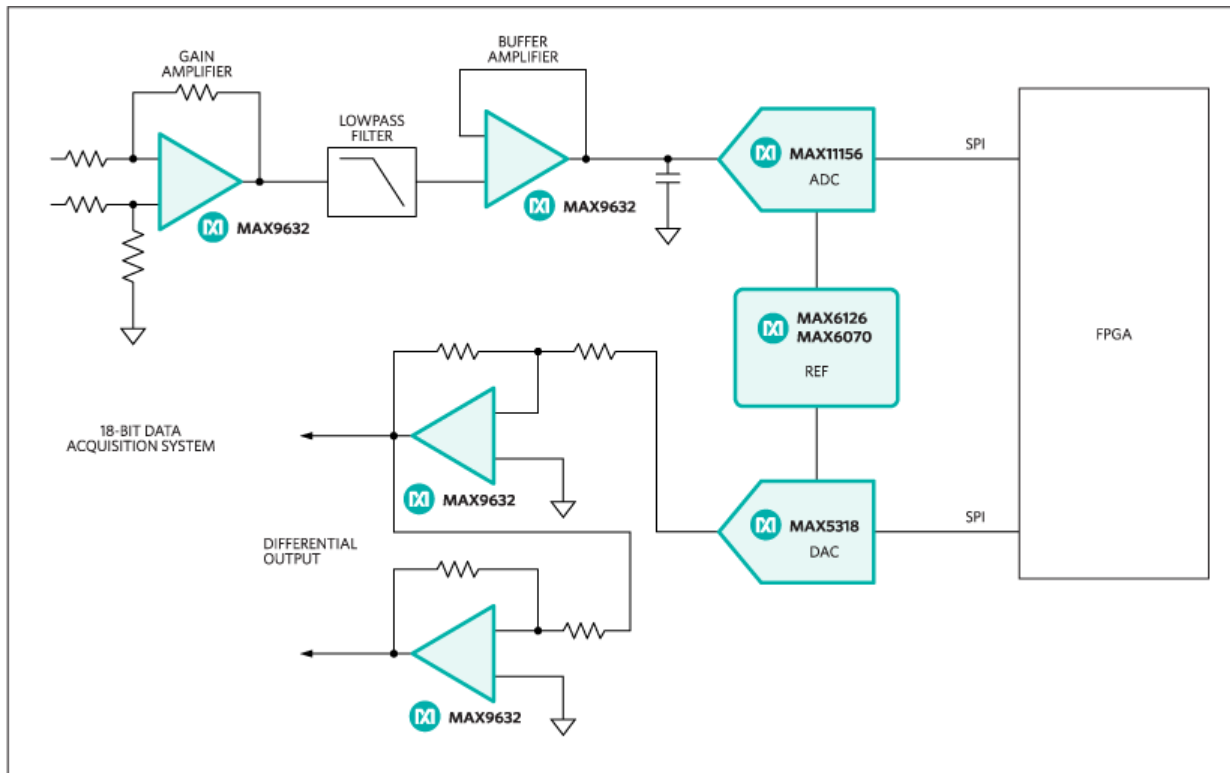 GAIN
AMPLIFIER
BUFFER
AMPLIFIER
LOWPASS
FILTER
MAX9632
MAX9632
MAX11156
ADC
SPI
MAX6126
MAX6070
REF
FPGA
18-BIT DATA
ACQUISITION SYSTEM
MAX9632
DIFFERENTIAL
OUTPUT
MAX5318
DAC
SPI
MAX9632